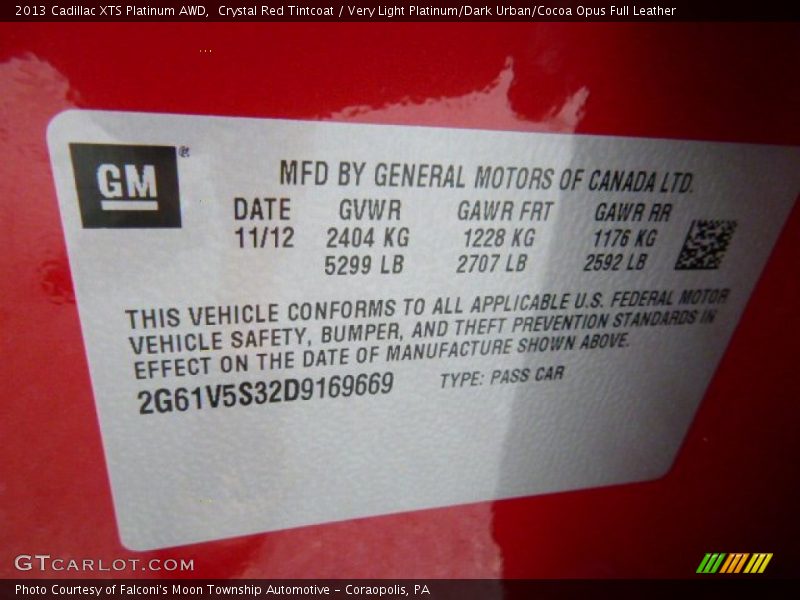 2013 Cadillac XTS Platinum AWD,  Crystal Red Tintcoat / Very Light Platinum/Dark Urban/Cocoa Opus Full Leather
GM®
MFD BY GENERAL MOTORS OF CANADA LTD.
DATE GVWR GAWR FRT GAWR RR
11/12 2404 KG 1228 KG 1176 KG
5299 LB 2707 LB 2592 LB
THIS VEHICLE CONFORMS TO ALL APPLICABLE U.S. FEDERAL MOTOR
VEHICLE SAFETY, BUMPER, AND THEFT PREVENTION STANDARDS IN
EFFECT ON THE DATE OF MANUFACTURE SHOWN ABOVE.
2G61V5S32D9169669 TYPE: PASS CAR
GTCARLOT.COM
Photo Courtesy of Falconi's Moon Township Automotive - Coraopolis, PA